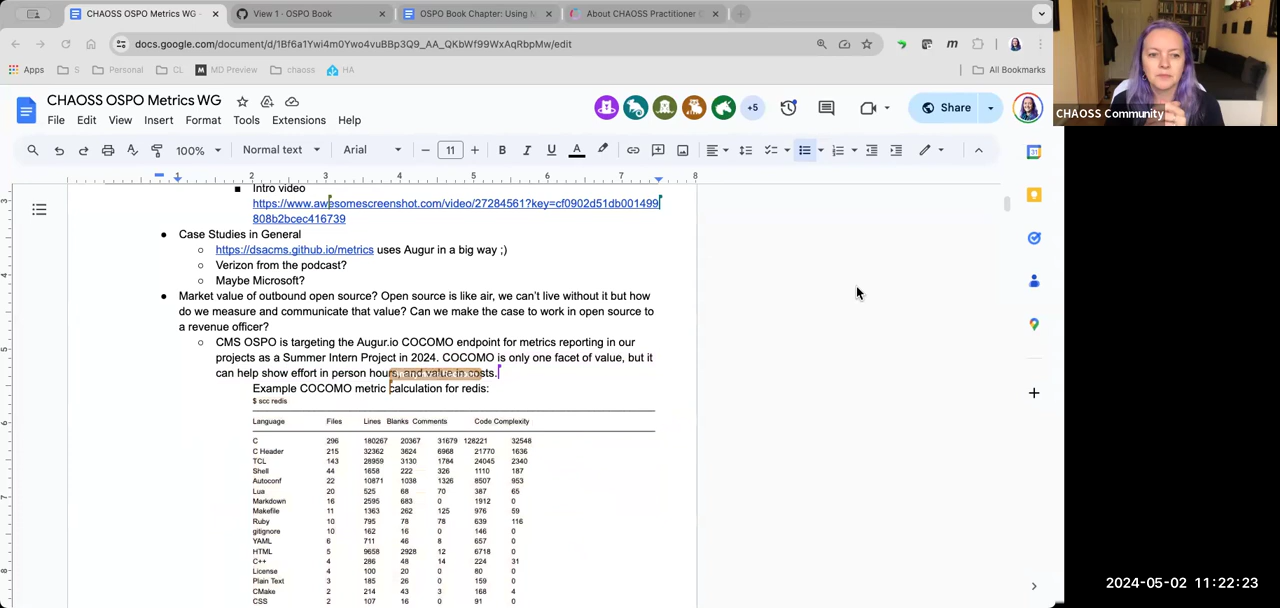 CHAOSS OSPO Metrics WG -
View 1 · OSPO Book
OSPO Book Chapter: Using M
About CHAOSS Practitioner G
docs.google.com/document/d/1Bf6a1Ywi4m0Ywo4vuBBp3Q9_AA_QKbWf99WxAqRbpMw/edit
Apps
S
Personal
CL
MD Preview
chaoss
HA
All Bookmarks
CHAOSS Community
CHAOSS OSPO Metrics WG
File Edit View Insert Format Tools Extensions Help
+5
Share
100%
Normal text
Arial
11
1 2 3 4 5 6 7 8
Intro video
https://www.awesomescreenshot.com/video/27284561?key=cf0902d51db001499
808b2bcec416739
Case Studies in General
https://dsacms.github.io/metrics uses Augur in a big way ;)
Verizon from the podcast?
Maybe Microsoft?
Market value of outbound open source? Open source is like air, we can't live without it but how
do we measure and communicate that value? Can we make the case to work in open source to
a revenue officer?
CMS OSPO is targeting the Augur.io COCOMO endpoint for metrics reporting in our
projects as a Summer Intern Project in 2024. COCOMO is only one facet of value, but it
can help show effort in person hours, and value in costs.
Example COCOMO metric calculation for redis:
$ scc redis
Language Files Lines Blanks Comments Code Complexity
C 296 180267 20367 31679 128221 32548
C Header 215 32362 3624 6968 21770 1636
TCL 143 28959 3130 1784 24045 2340
Shell 44 1658 222 326 1110 187
Autoconf 22 10871 1038 1326 8507 953
Lua 20 525 68 70 387 65
Markdown 16 2595 683 0 1912 0
Makefile 11 1363 262 125 976 59
Ruby 10 795 78 78 639 116
gitignore 10 162 16 0 146 0
YAML 6 711 46 8 657 0
HTML 5 9658 2928 12 6718 0
C++ 4 286 48 14 224 31
License 4 100 20 0 80 0
Plain Text 3 185 26 0 159 0
CMake 2 214 43 3 168 4
CSS 2 107 16 0 91 0
2024-05-02 11:22:23